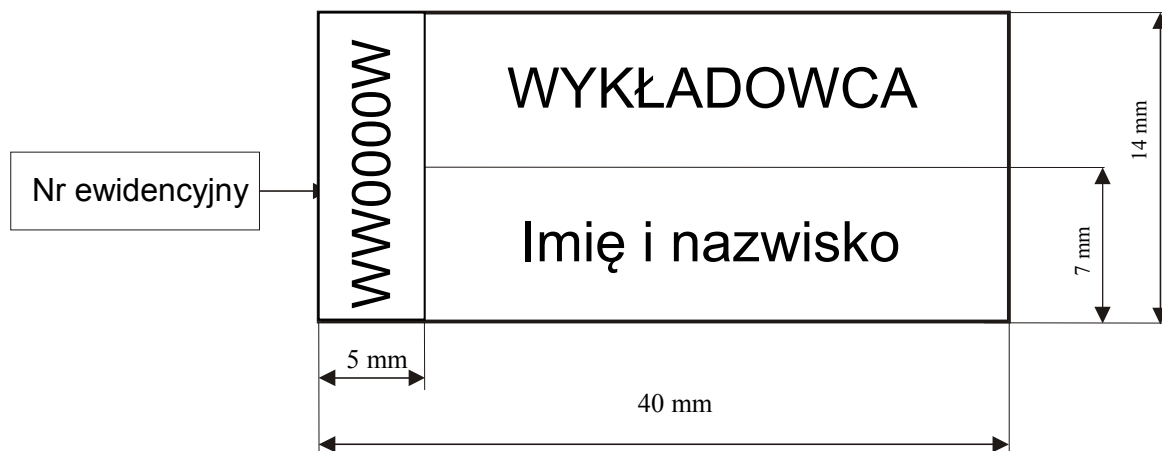 WYKŁADOWCA
WW0000W
Nr ewidencyjny
Imię i nazwisko
14 mm
7 mm
5 mm
40 mm